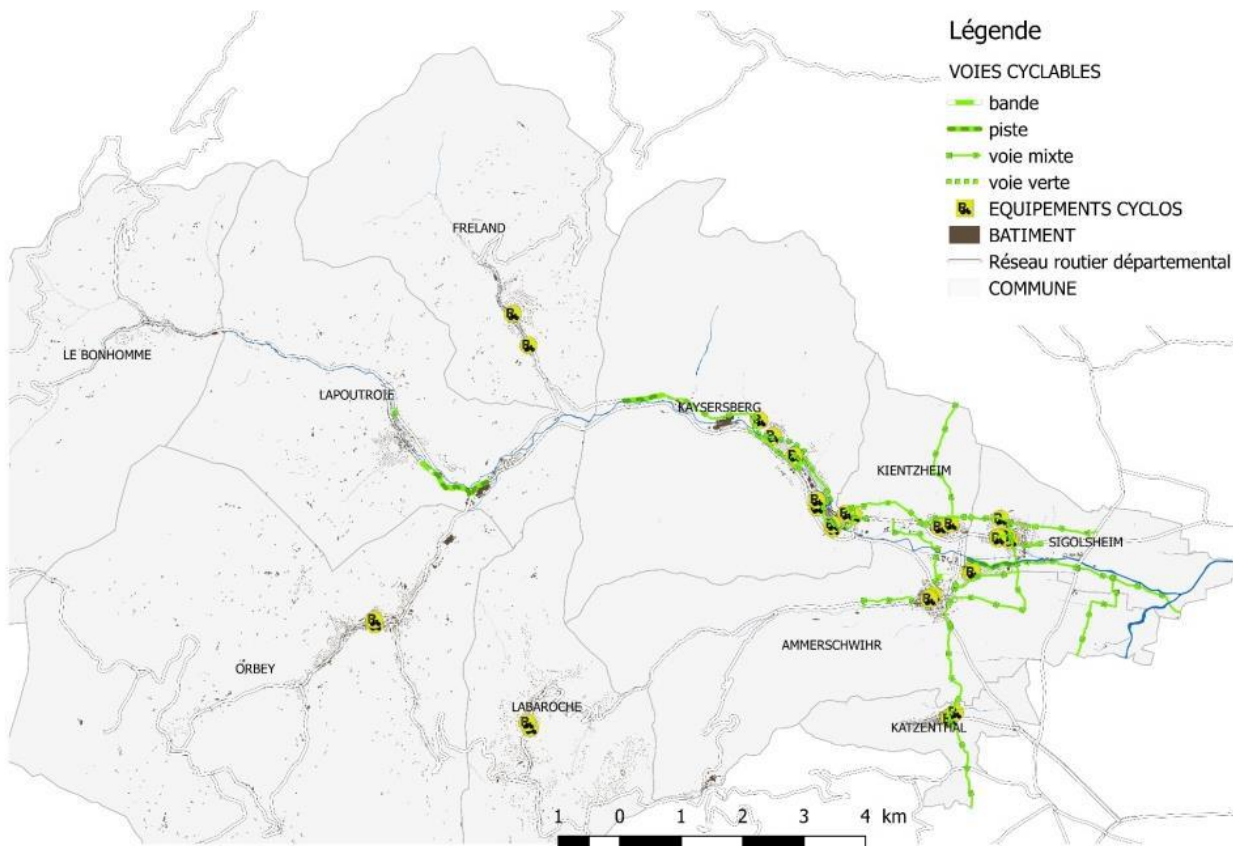 Légende
VOIES CYCLABLES
bande
piste
voie mixte
voie verte
EQUIPEMENTS CYCLOS
BATIMENT
Réseau routier départemental
COMMUNE
FRELAND
LE BONHOMME
LAPOUTROIE
KAYSERSBERG
KIENTZHEIM
SIGOLSHEIM
AMMERSCHWIHR
ORBEY
LABAROCHE
KATZENTHAL
1 0 1 2 3 4 km